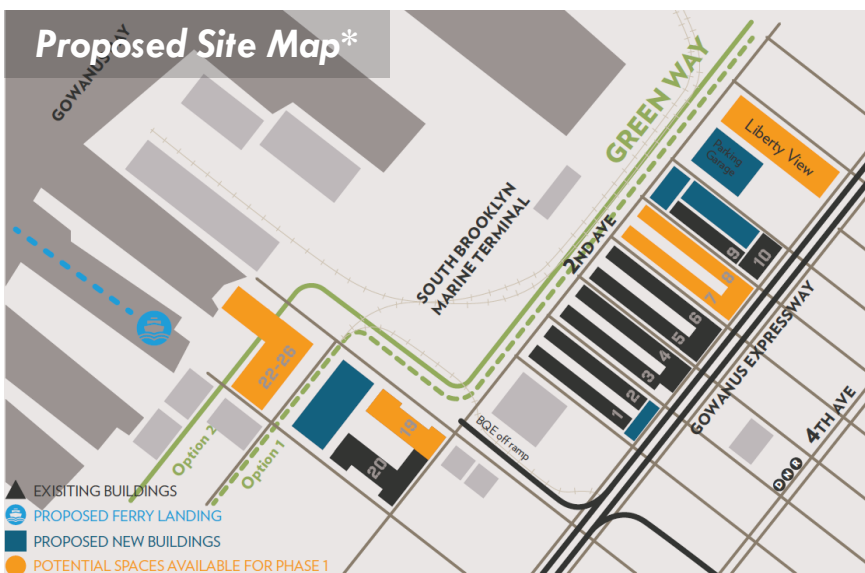 Proposed Site Map*
GOWANUS BAY
GREEN WAY
Liberty View
Parking
Garage
SOUTH BROOKLYN
MARINE TERMINAL
2ND AVE
10
9
8
7
6
5
4
3
2
1
GOWANUS EXPRESSWAY
4TH AVE
D N R
BQE off ramp
22-26
19
20
Option 2
Option 1
EXISITING BUILDINGS
PROPOSED FERRY LANDING
PROPOSED NEW BUILDINGS
POTENTIAL SPACES AVAILABLE FOR PHASE 1